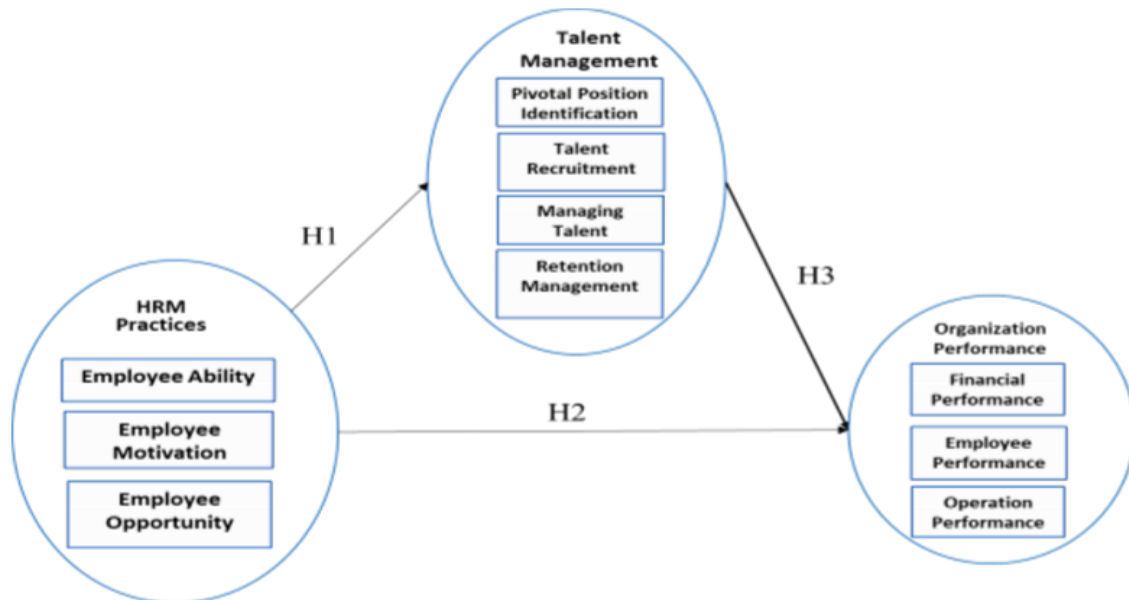 Talent
Management
Pivotal Position
Identification
Talent
Recruitment
Managing
Talent
Retention
Management
H1
H3
HRM
Practices
Employee Ability
Employee
Motivation
Employee
Opportunity
H2
Organization
Performance
Financial
Performance
Employee
Performance
Operation
Performance